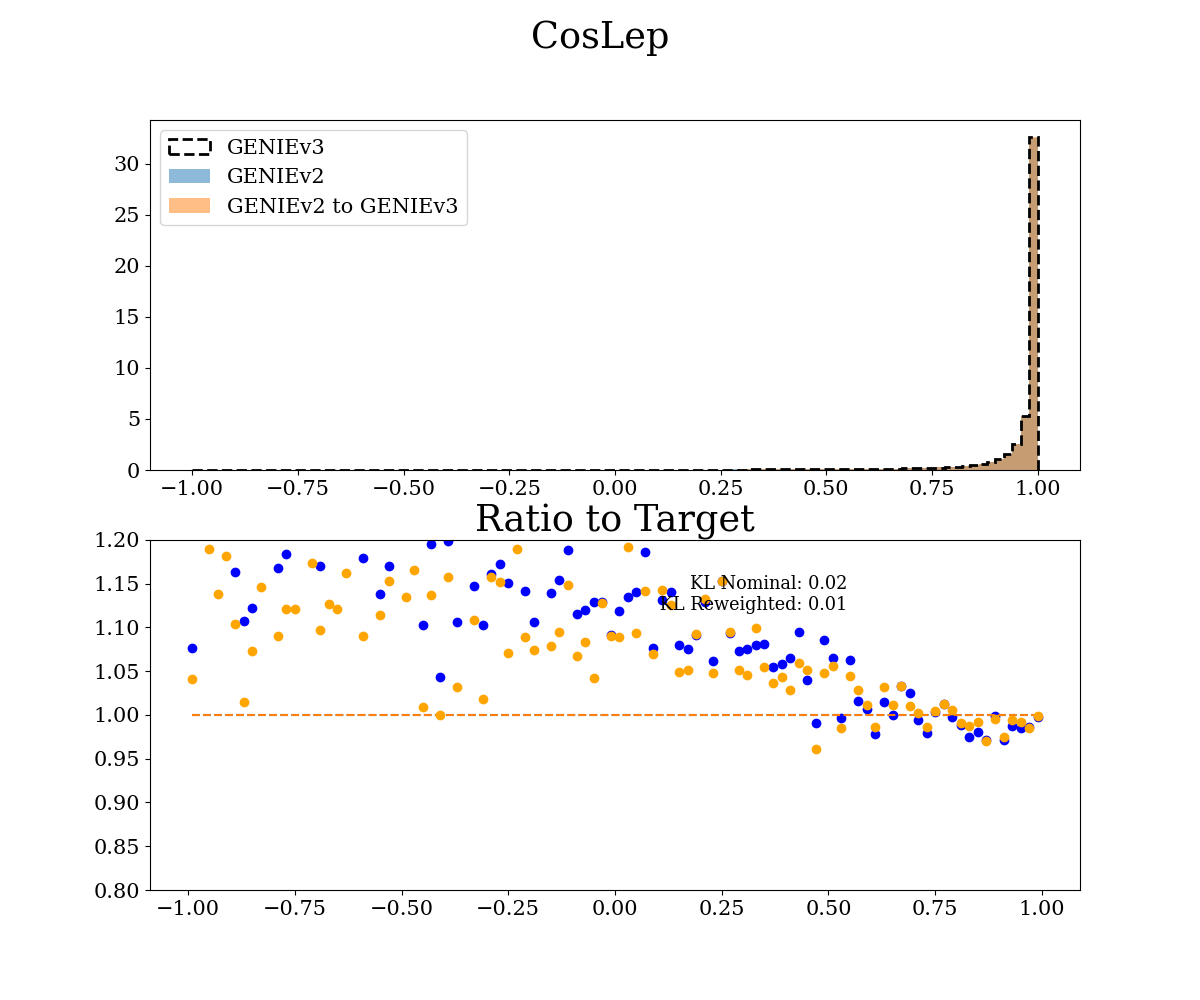 CosLep
GENIEv3
GENIEv2
GENIEv2 to GENIEv3
30
25
20
15
10
5
0
−1.00 −0.75 −0.50 −0.25 0.00 0.25 0.50 0.75 1.00
Ratio to Target
1.20
1.15
1.10
1.05
1.00
0.95
0.90
0.85
0.80
KL Nominal: 0.02
KL Reweighted: 0.01
−1.00 −0.75 −0.50 −0.25 0.00 0.25 0.50 0.75 1.00